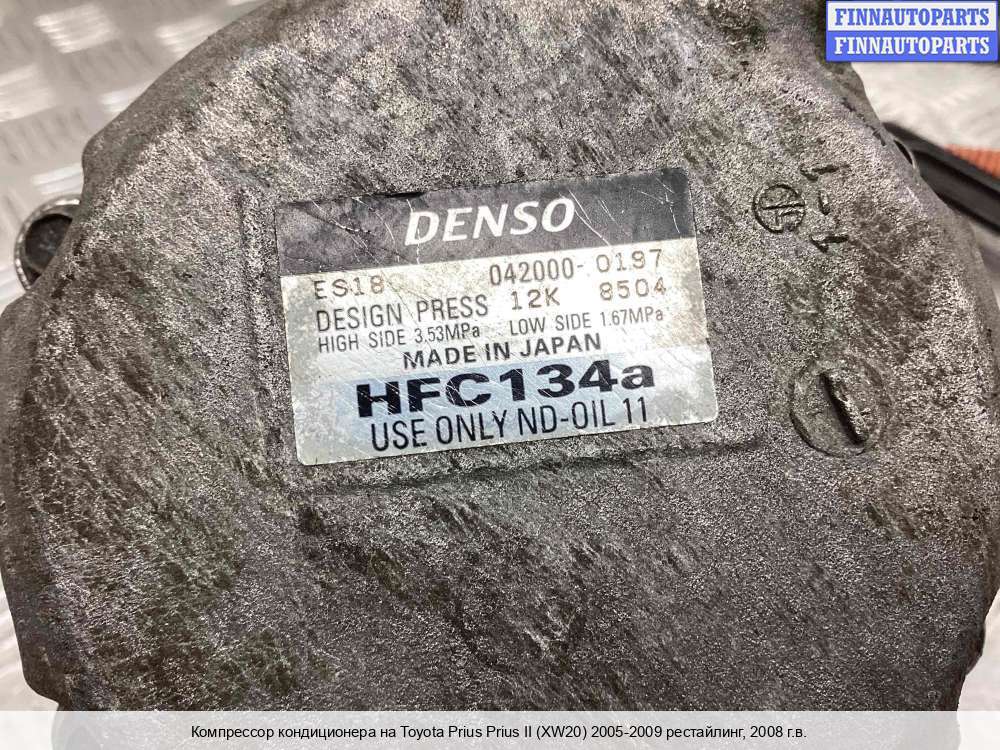 FINNAUTOPARTS
FINNAUTOPARTS
DENSO
ES18 042000-0197
DESIGN PRESS 12K 8504
HIGH SIDE 3.53MPa LOW SIDE 1.67MPa
MADE IN JAPAN
HFC134a
USE ONLY ND-OIL 11
1-1
Компрессор кондиционера на Toyota Prius Prius II (XW20) 2005-2009 рестайлинг, 2008 г.в.